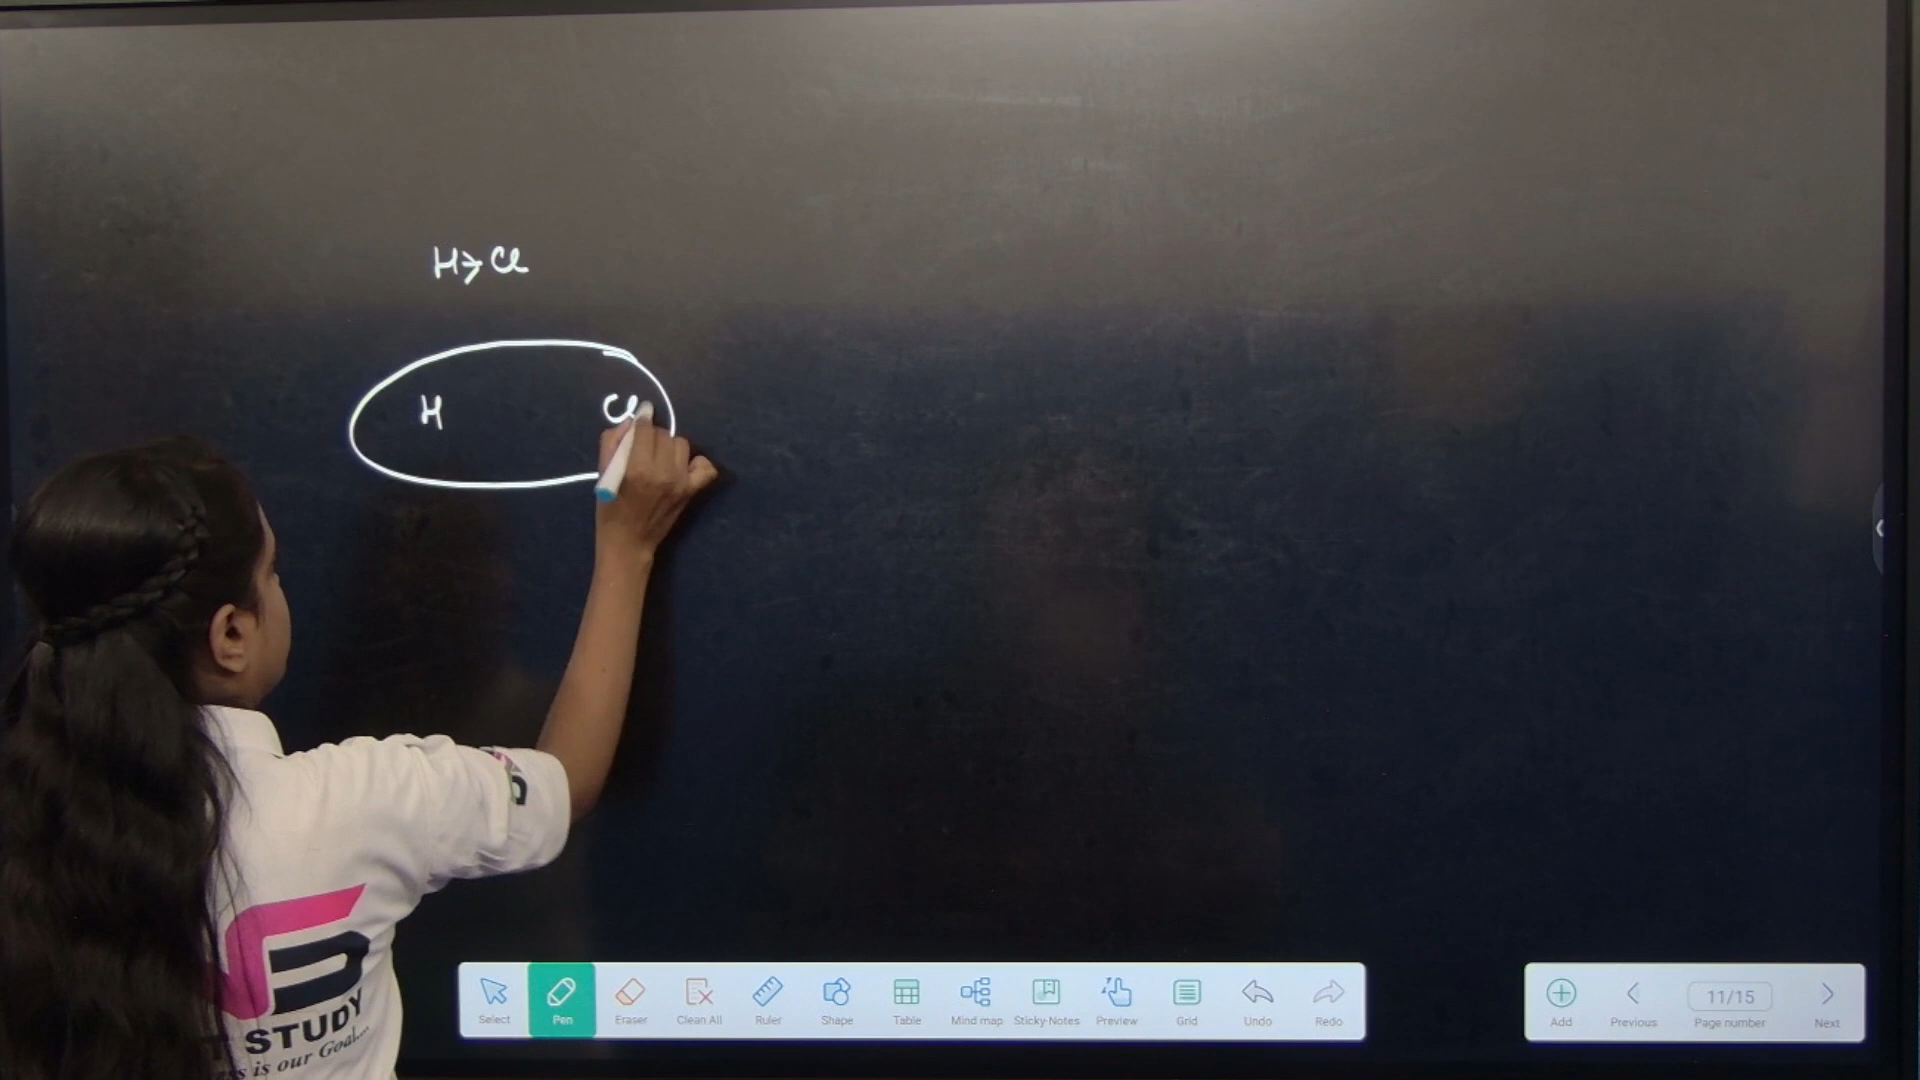 H→Cl
H Cl
T STUDY
ss is our Goal...
Select Pen Eraser Clean All Ruler Shape Table Mind map Sticky-Notes Preview Grid Undo Redo
Add Previous 11/15 Page number Next